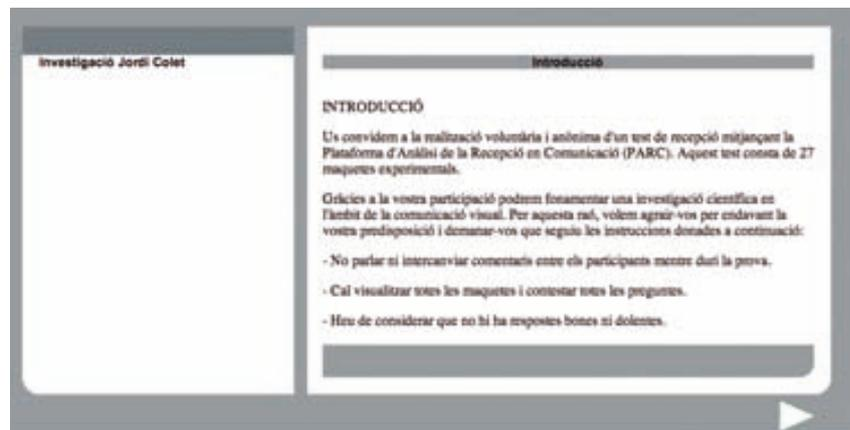 Investigació Jordi Colet
Introducció
INTRODUCCIÓ
Us convidem a la realització voluntària i anònima d'un test de recepció mitjançant la
Plataforma d'Anàlisi de la Recepció en Comunicació (PARC). Aquest test consta de 27
maquetes experimentals.
Gràcies a la vostra participació podrem fonamentar una investigació científica en
l'àmbit de la comunicació visual. Per aquesta raó, volem agrair-vos per endavant la
vostra predisposició i demanar-vos que seguiu les instruccions donades a continuació:
- No parlar ni intercanviar comentaris entre els participants mentre duri la prova.
- Cal visualitzar totes les maquetes i contestar totes les preguntes.
- Heu de considerar que no hi ha respostes bones ni dolentes.